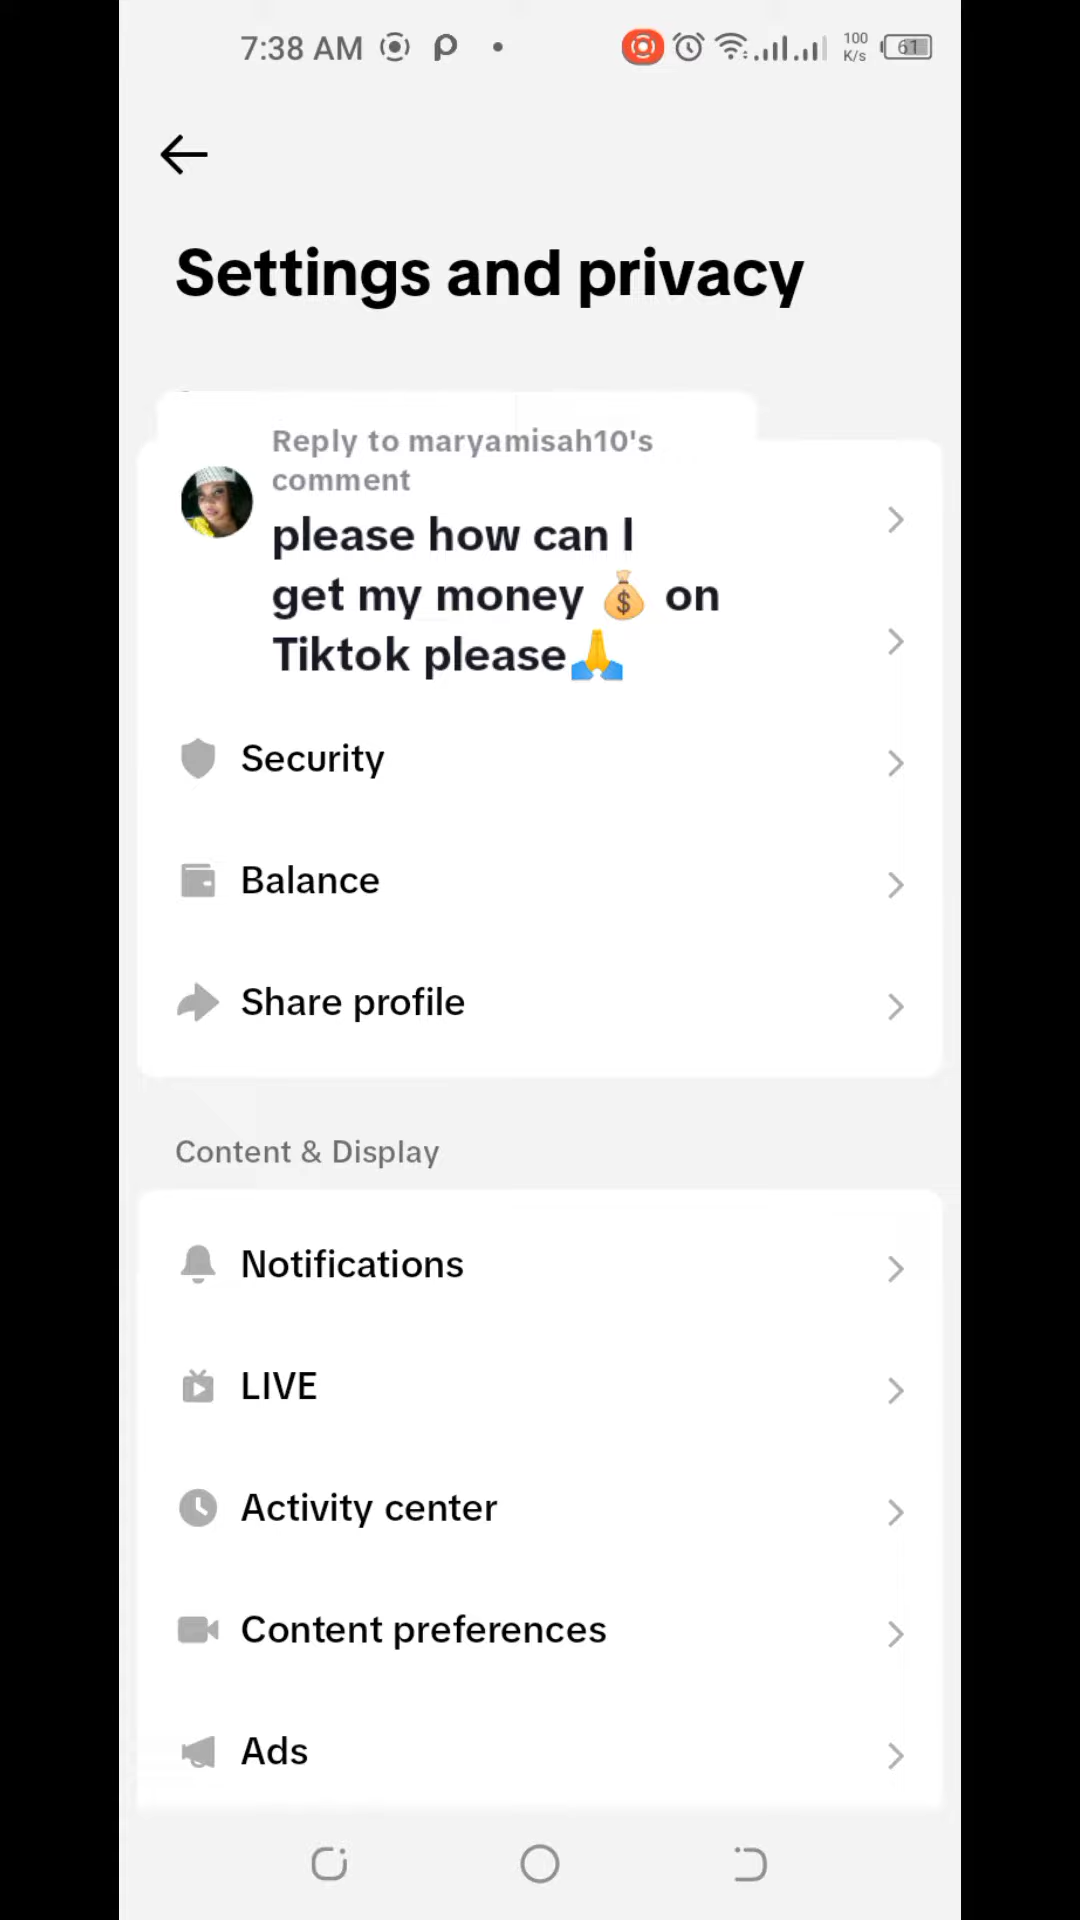 7:38 AM
100
K/s
61
Settings and privacy
Reply to maryamisah10's
comment
please how can I
get my money 💰 on
Tiktok please🙏
Security
Balance
Share profile
Content & Display
Notifications
LIVE
Activity center
Content preferences
Ads